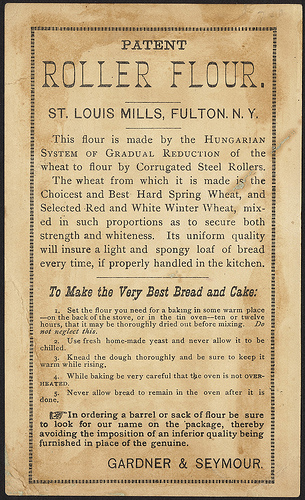 PATENT
ROLLER FLOUR.
ST. LOUIS MILLS, FULTON, N. Y.
This flour is made by the HUNGARIAN
SYSTEM OF GRADUAL REDUCTION of the
wheat to flour by Corrugated Steel Rollers.
The wheat from which it is made is the
Choicest and Best Hard Spring Wheat, and
Selected Red and White Winter Wheat, mix-
ed in such proportions as to secure both
strength and whiteness. Its uniform quality
will insure a light and spongy loaf of bread
every time, if properly handled in the kitchen.
To Make the Very Best Bread and Cake:
1. Set the flour you need for a baking in some warm place
—on the back of the stove, or in the tin oven—ten or twelve
hours, that it may be thoroughly dried out before mixing. Do
not neglect this.
2. Use fresh home-made yeast and never allow it to be
chilled.
3. Knead the dough thoroughly and be sure to keep it
warm while rising.
4. While baking be very careful that the oven is not OVER-
HEATED.
5. Never allow bread to remain in the oven after it is
done.
☞In ordering a barrel or sack of flour be sure
to look for our name on the package, thereby
avoiding the imposition of an inferior quality being
furnished in place of the genuine.
GARDNER & SEYMOUR.